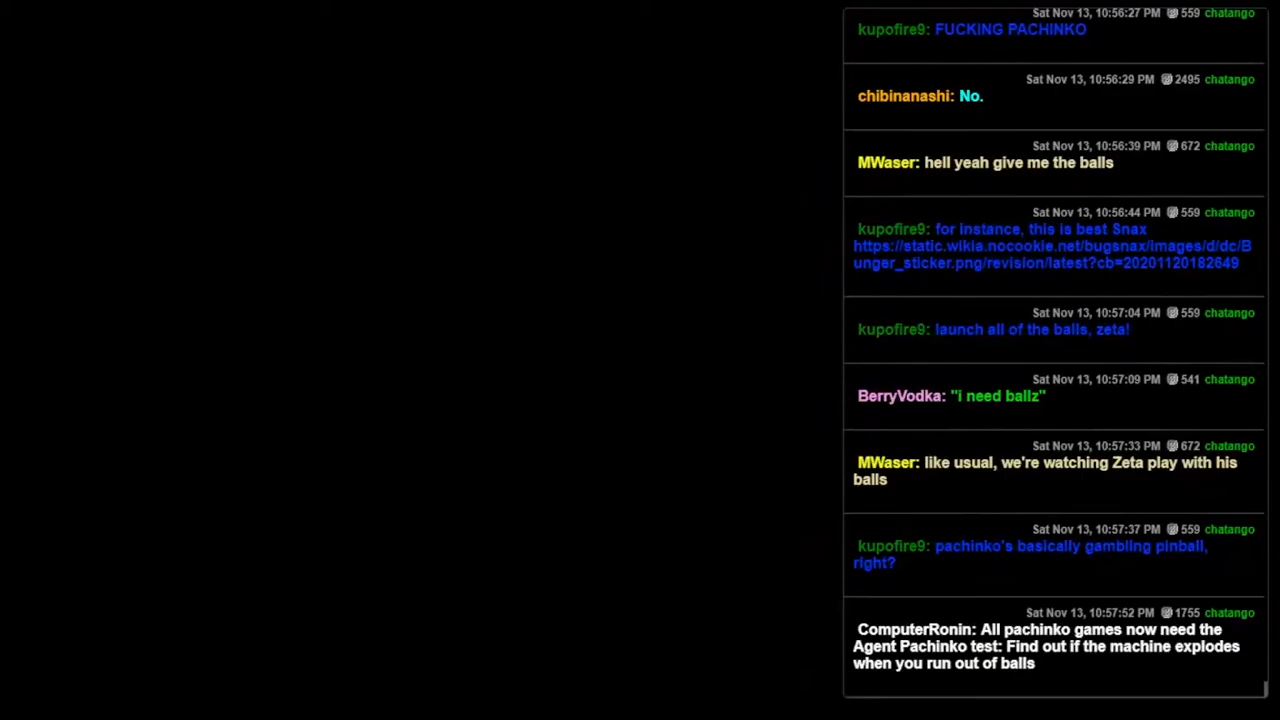 Sat Nov 13, 10:56:27 PM 559 chatango
kupofire9: FUCKING PACHINKO
Sat Nov 13, 10:56:29 PM 2495 chatango
chibinanashi: No.
Sat Nov 13, 10:56:39 PM 672 chatango
MWaser: hell yeah give me the balls
Sat Nov 13, 10:56:44 PM 559 chatango
kupofire9: for instance, this is best Snax
https://static.wikia.nocookie.net/bugsnax/images/d/dc/B
unger_sticker.png/revision/latest?cb=20201120182649
Sat Nov 13, 10:57:04 PM 559 chatango
kupofire9: launch all of the balls, zeta!
Sat Nov 13, 10:57:09 PM 541 chatango
BerryVodka: "i need ballz"
Sat Nov 13, 10:57:33 PM 672 chatango
MWaser: like usual, we're watching Zeta play with his
balls
Sat Nov 13, 10:57:37 PM 559 chatango
kupofire9: pachinko's basically gambling pinball,
right?
Sat Nov 13, 10:57:52 PM 1755 chatango
ComputerRonin: All pachinko games now need the
Agent Pachinko test: Find out if the machine explodes
when you run out of balls